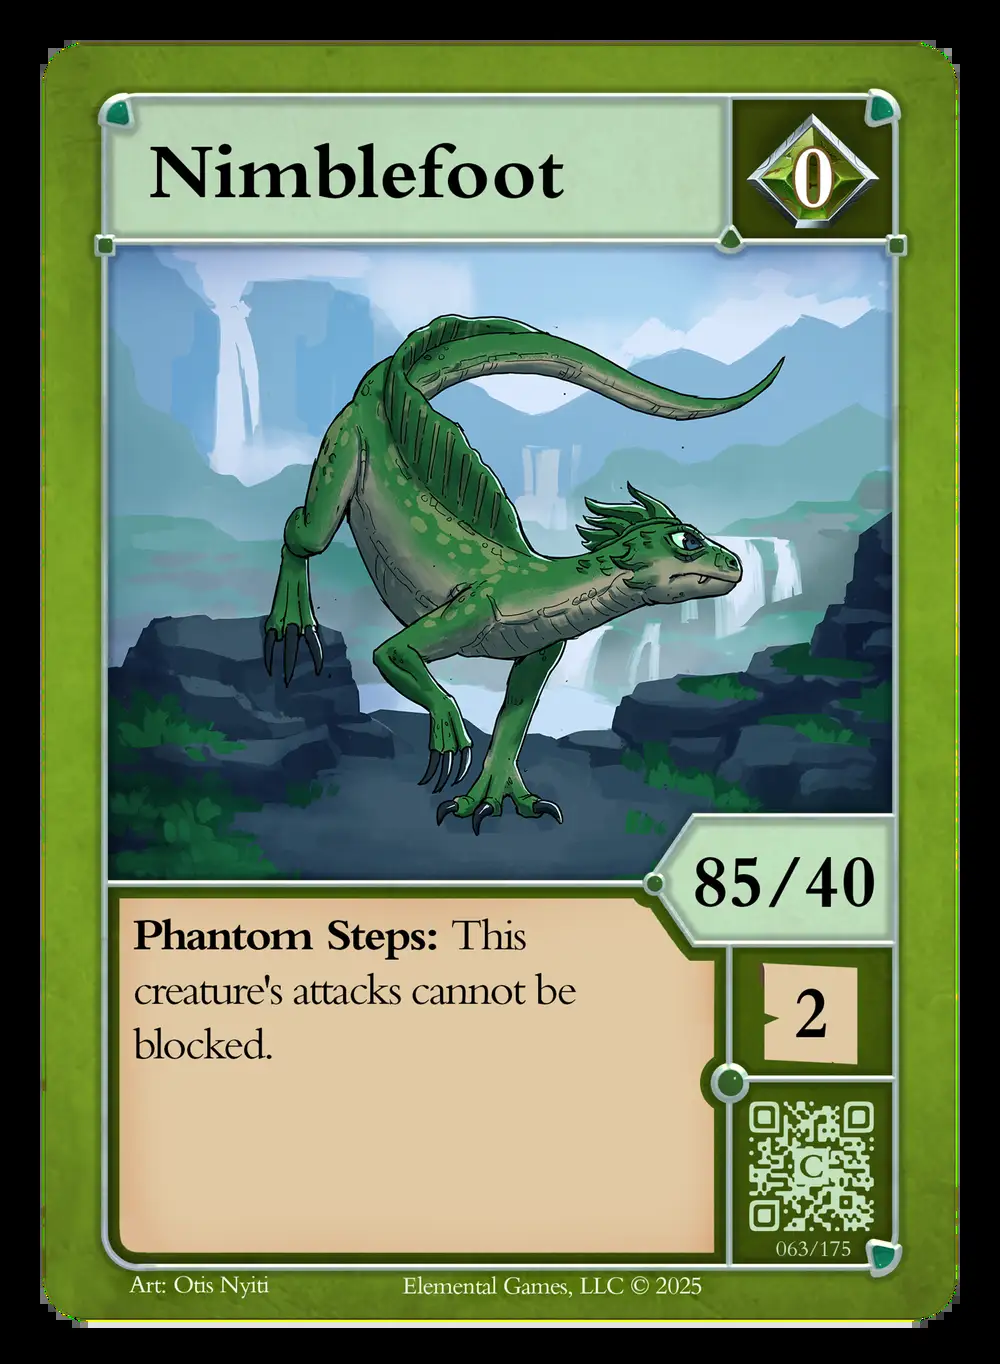 Nimblefoot
0
85/40
Phantom Steps: This
creature's attacks cannot be
blocked.
2
C
063/175
Art: Otis Nyiti
Elemental Games, LLC © 2025